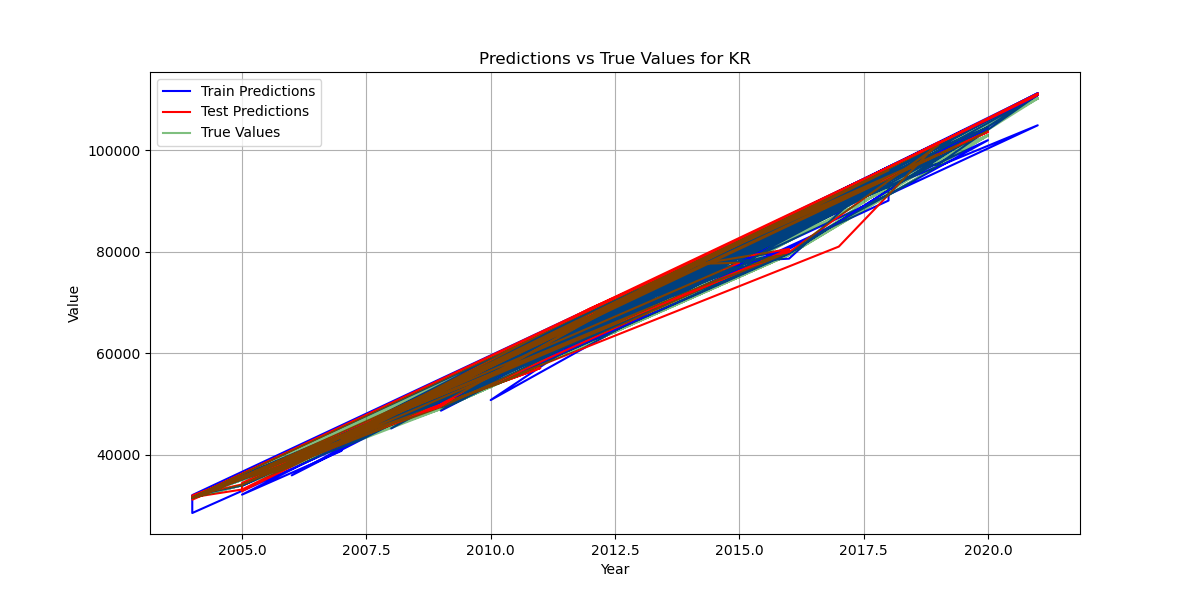 Predictions vs True Values for KR
Train Predictions
Test Predictions
True Values
100000
80000
60000
40000
Value
2005.0
2007.5
2010.0
2012.5
2015.0
2017.5
2020.0
Year